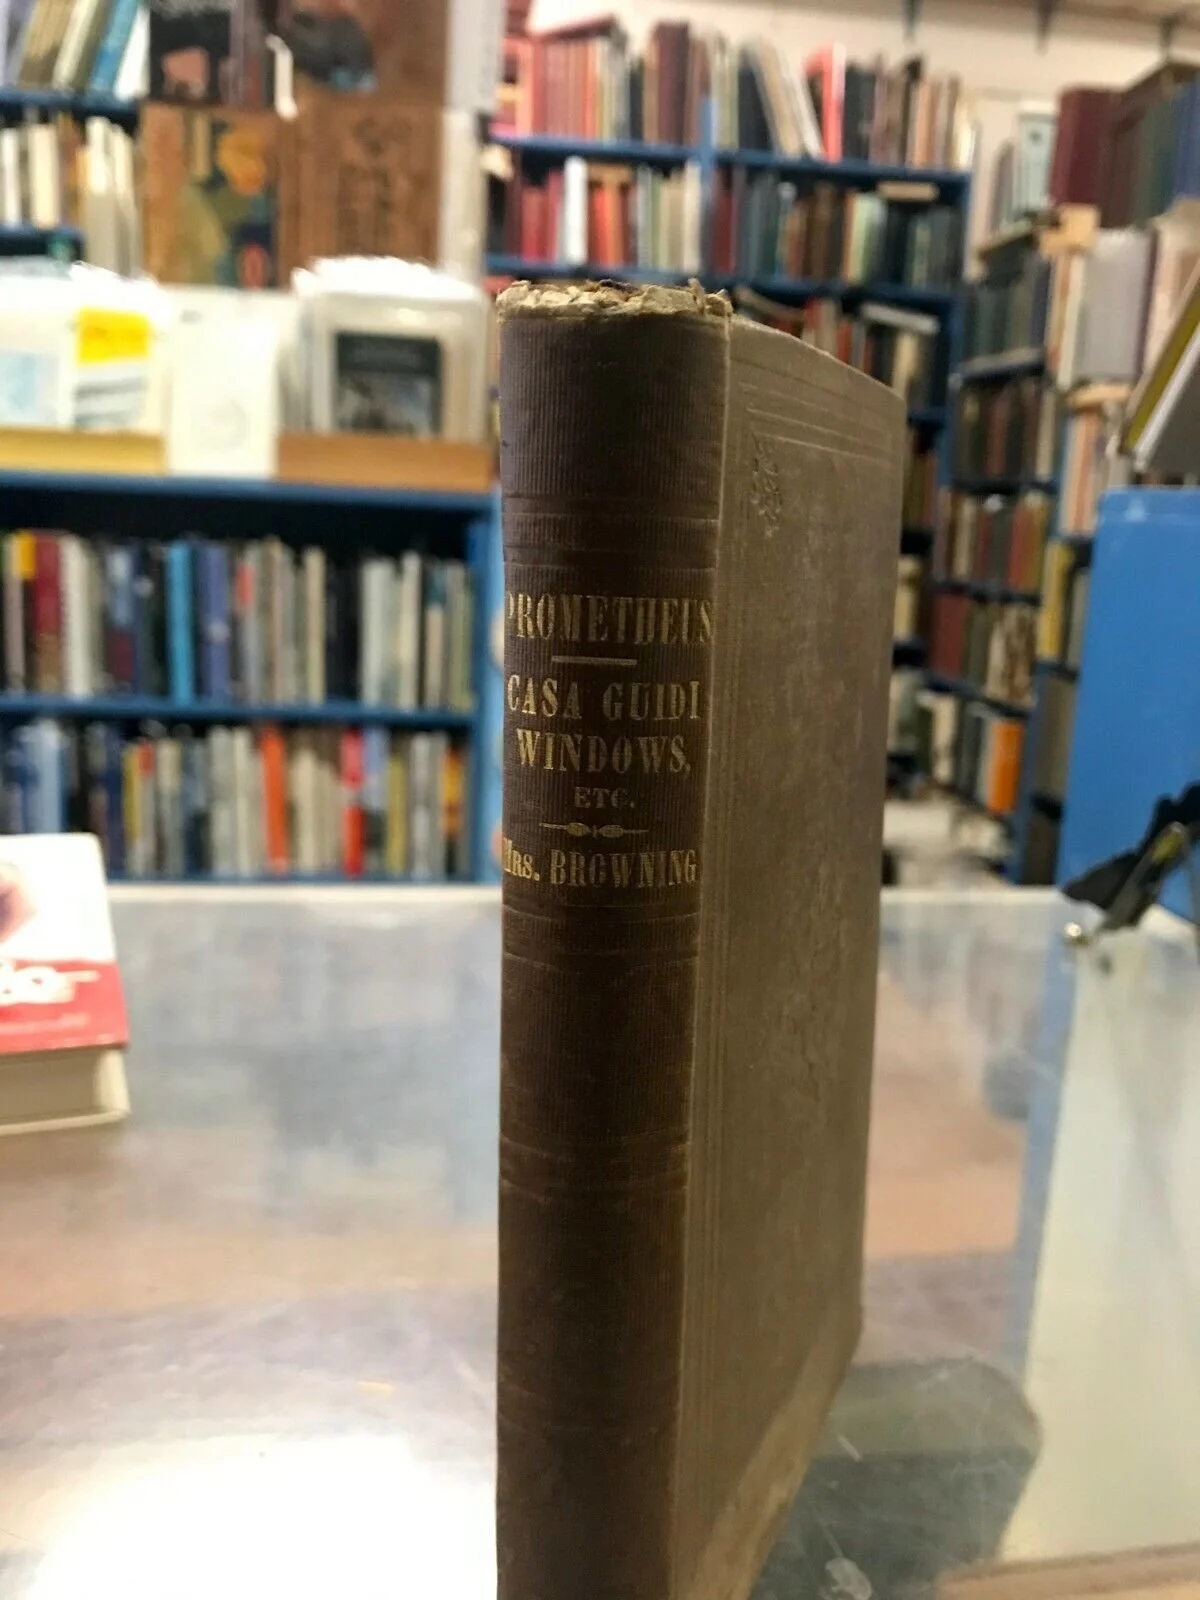 PROMETHEUS
CASA GUIDI
WINDOWS,
ETC.
MRS. BROWNING